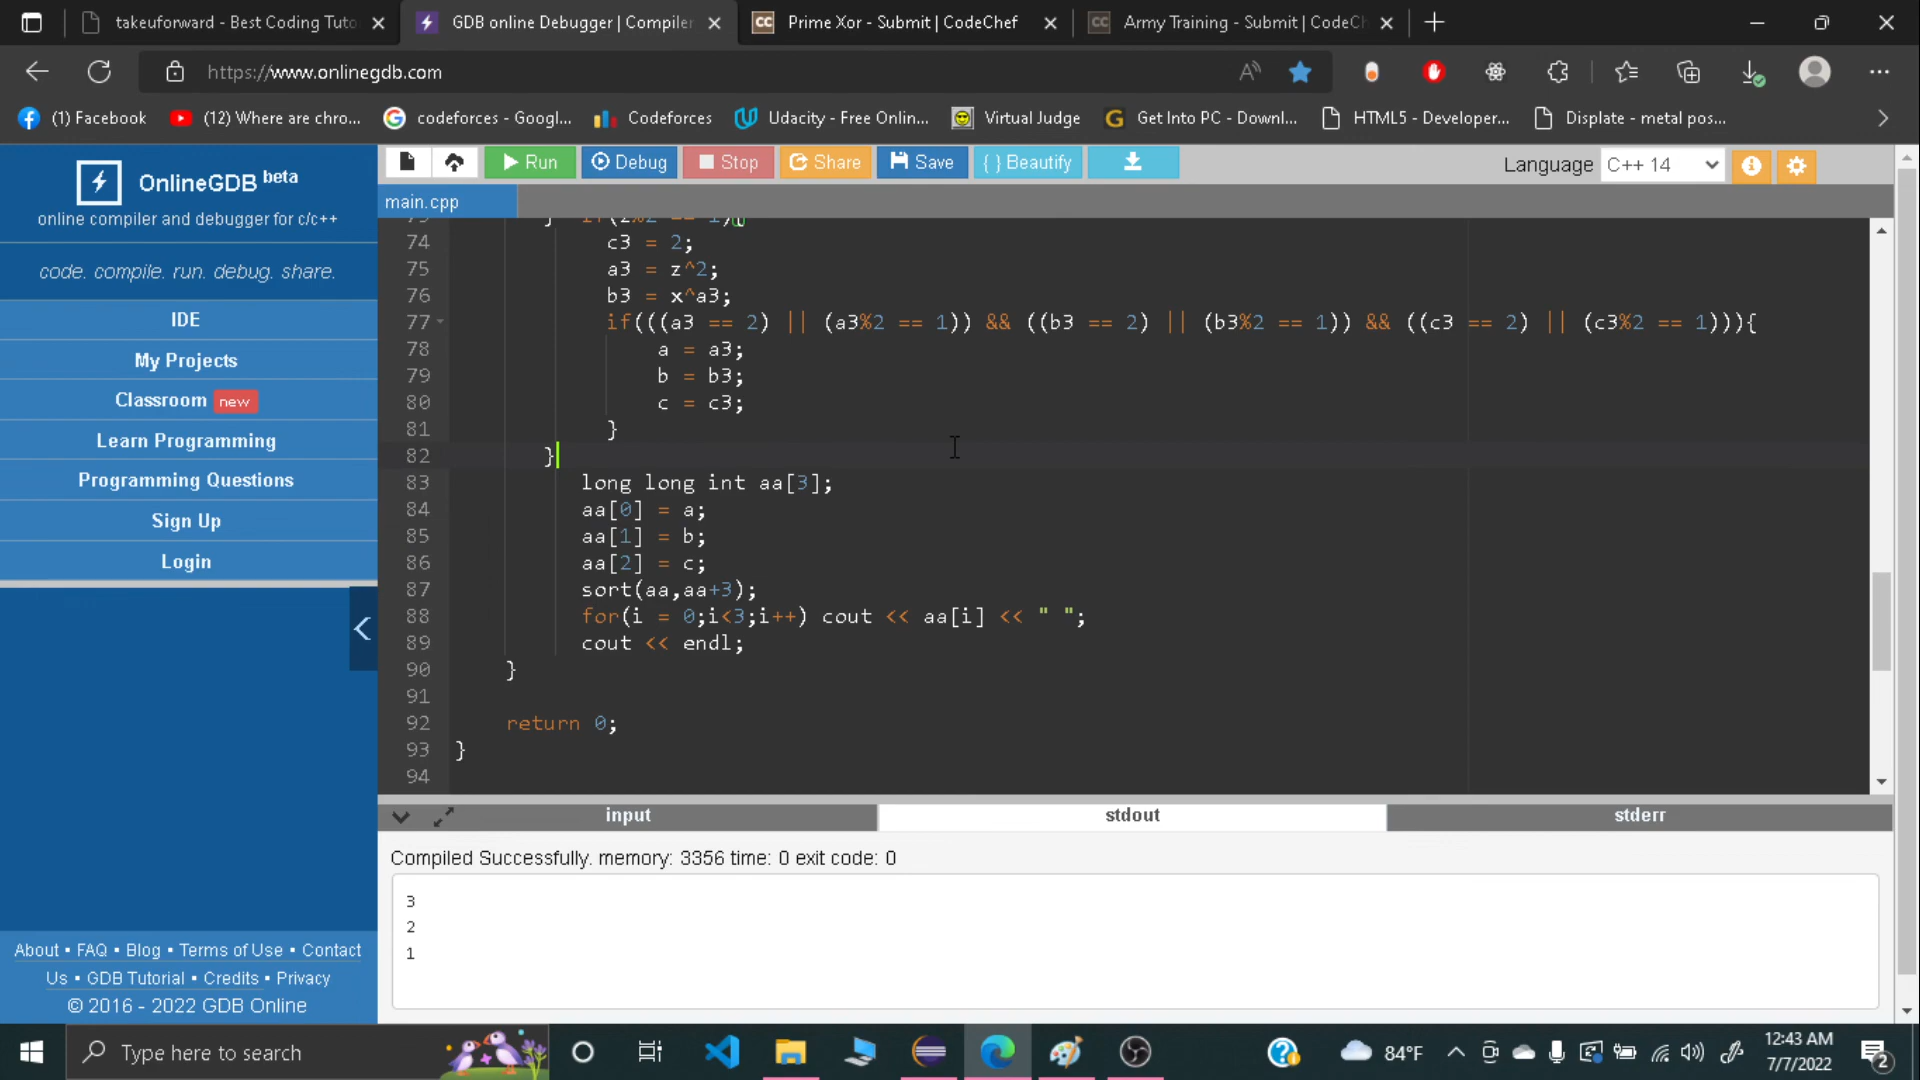 takeuforward - Best Coding Tuto
GDB online Debugger | Compiler
Prime Xor - Submit | CodeChef
Army Training - Submit | CodeCh
https://www.onlinegdb.com
(1) Facebook
(12) Where are chro...
codeforces - Googl...
Codeforces
Udacity - Free Onlin...
Virtual Judge
Get Into PC - Downl...
HTML5 - Developer...
Displate - metal pos...
OnlineGDB beta
online compiler and debugger for c/c++
code. compile. run. debug. share.
IDE
My Projects
Classroom new
Learn Programming
Programming Questions
Sign Up
Login
About • FAQ • Blog • Terms of Use • Contact
Us • GDB Tutorial • Credits • Privacy
© 2016 - 2022 GDB Online
Run Debug Stop Share Save { } Beautify
Language C++ 14
main.cpp
74 c3 = 2;
75 a3 = z^2;
76 b3 = x^a3;
77 if(((a3 == 2) || (a3%2 == 1)) && ((b3 == 2) || (b3%2 == 1)) && ((c3 == 2) || (c3%2 == 1))){
78 a = a3;
79 b = b3;
80 c = c3;
81 }
82 }
83 long long int aa[3];
84 aa[0] = a;
85 aa[1] = b;
86 aa[2] = c;
87 sort(aa,aa+3);
88 for(i = 0;i<3;i++) cout << aa[i] << " ";
89 cout << endl;
90 }
91
92 return 0;
93 }
94
input
stdout
stderr
Compiled Successfully. memory: 3356 time: 0 exit code: 0
3
2
1
Type here to search
84°F
12:43 AM
7/7/2022
2